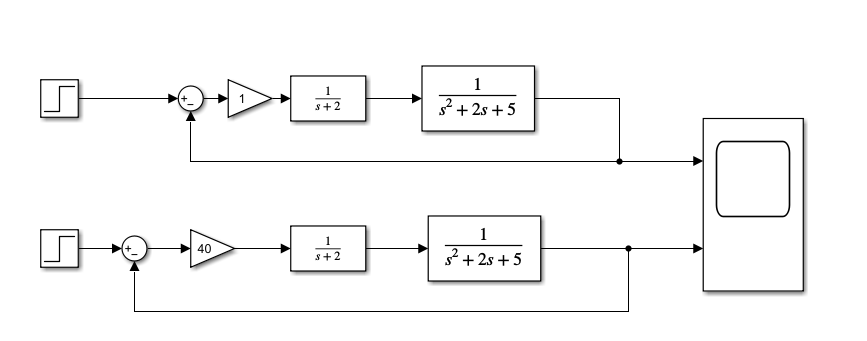 +
−
1
1
s + 2
1
s² + 2s + 5
+
−
40
1
s + 2
1
s² + 2s + 5